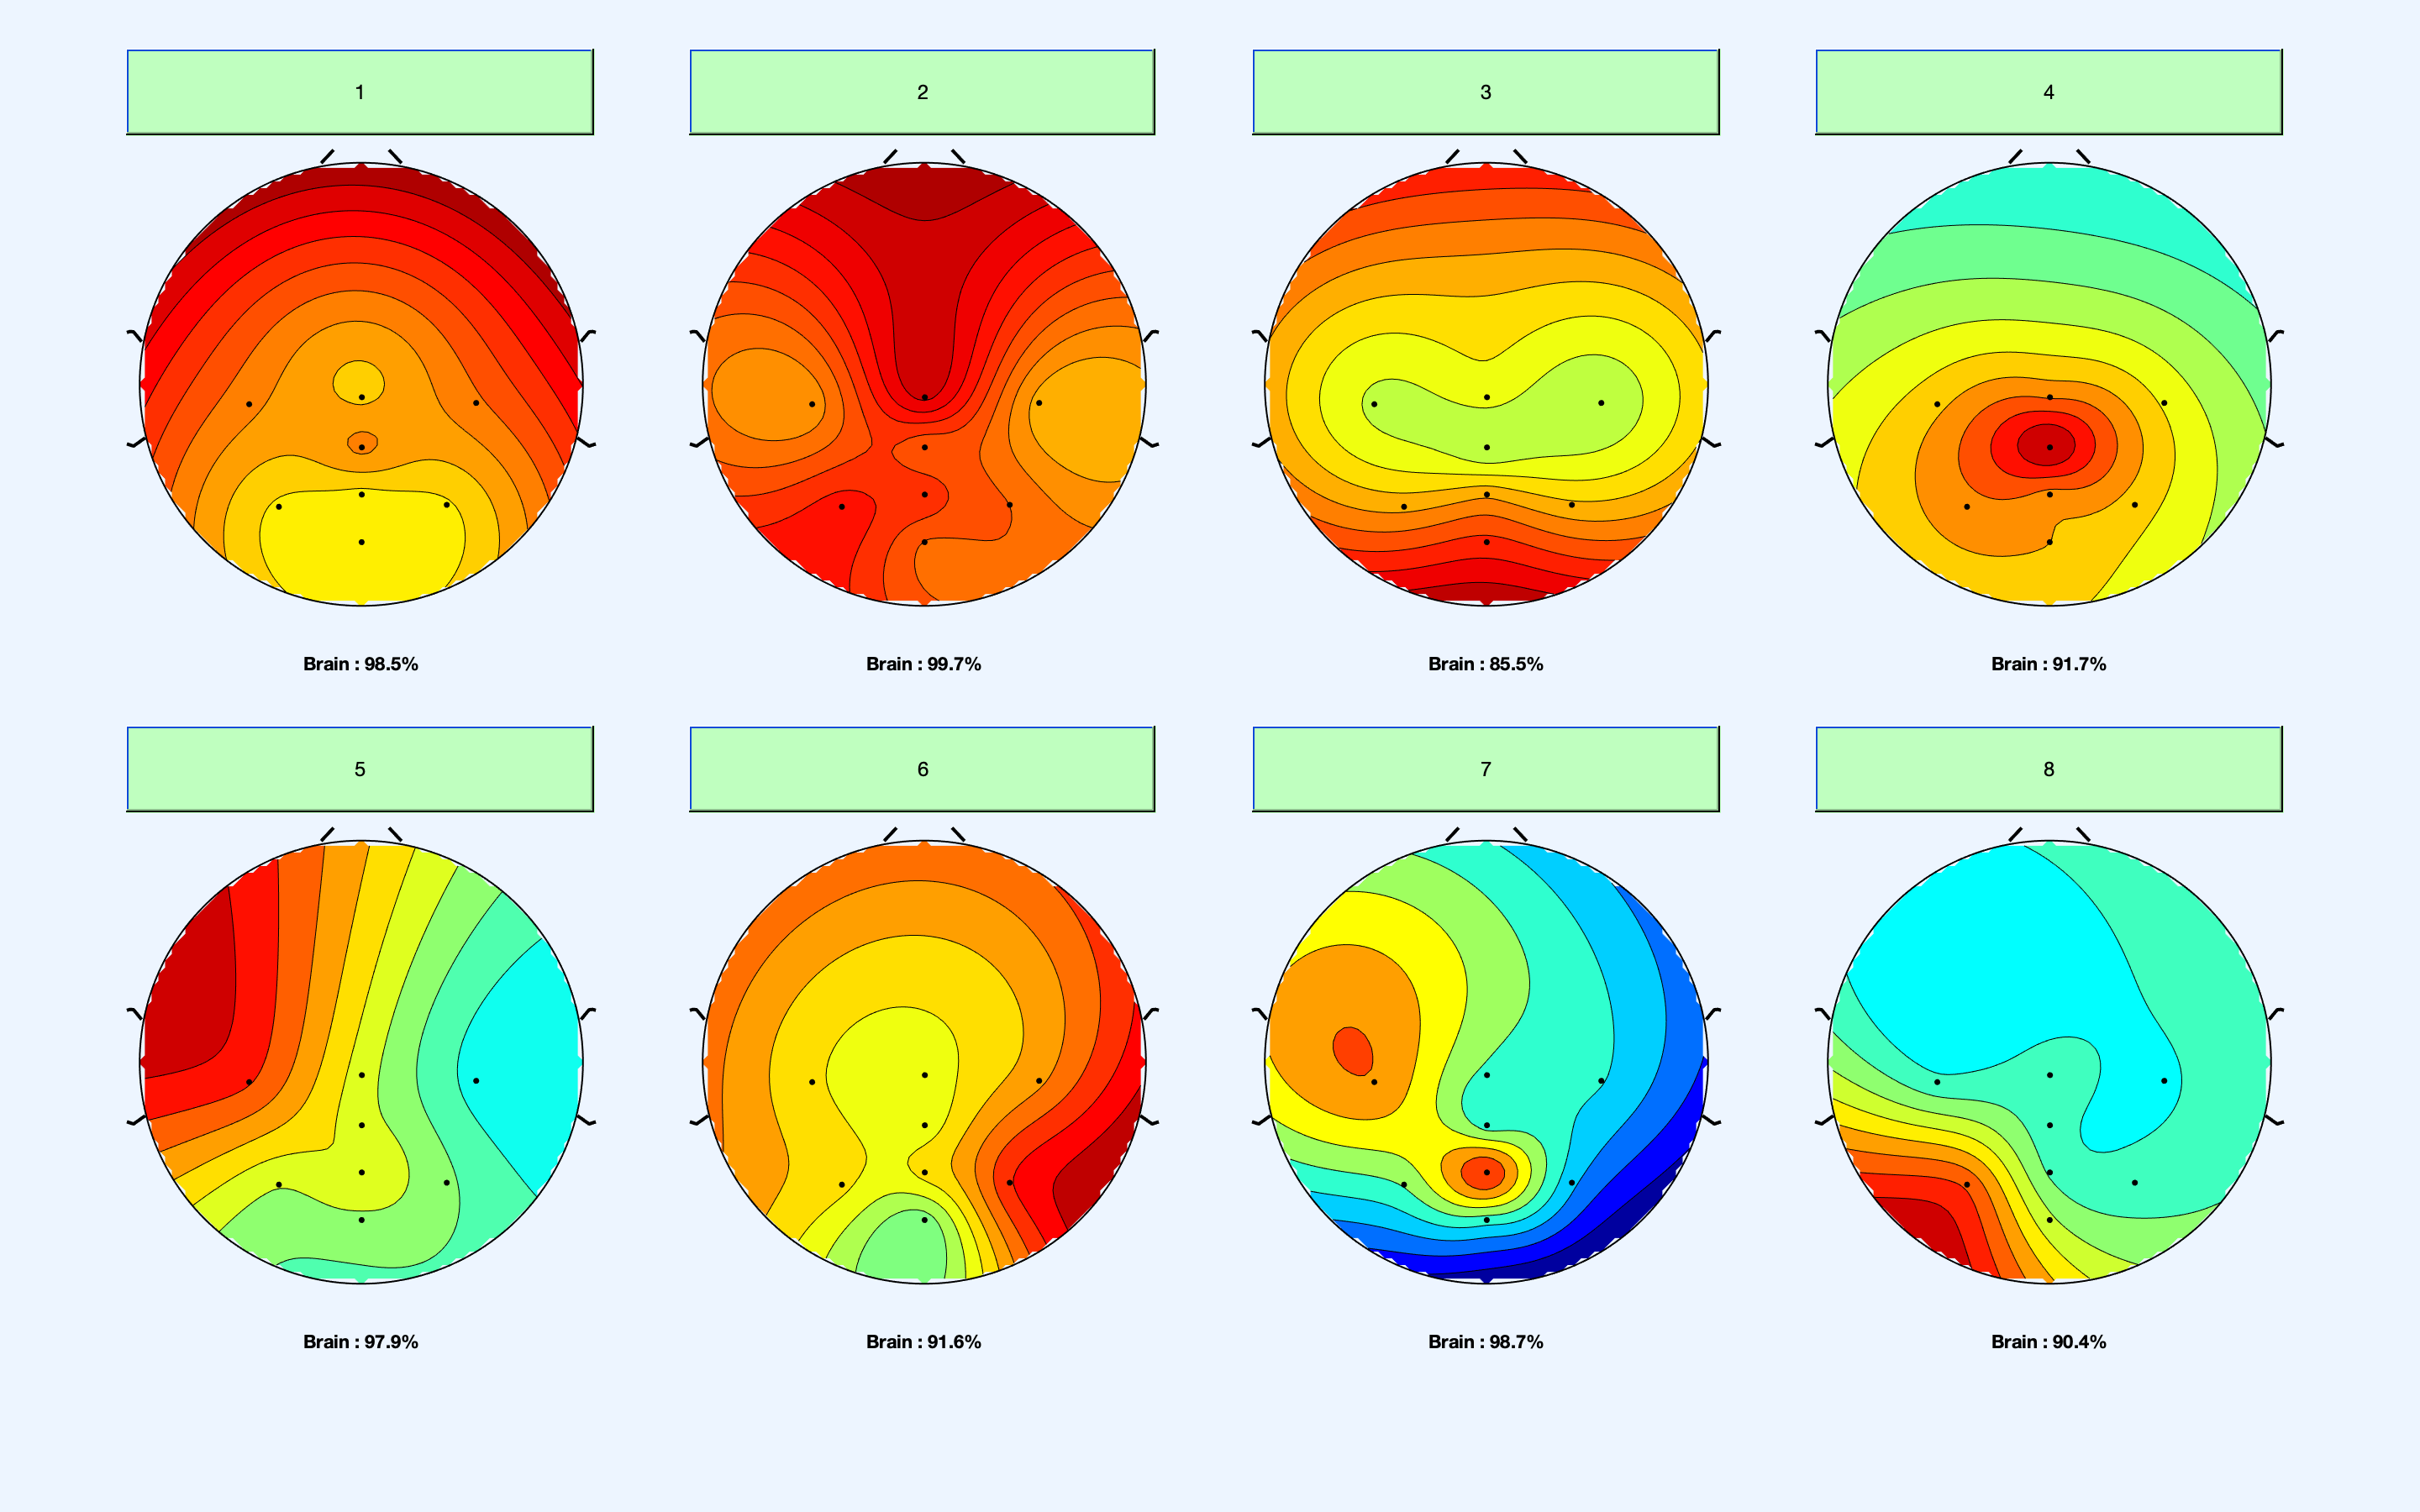 1
2
3
4
Brain : 98.5%
Brain : 99.7%
Brain : 85.5%
Brain : 91.7%
5
6
7
8
Brain : 97.9%
Brain : 91.6%
Brain : 98.7%
Brain : 90.4%